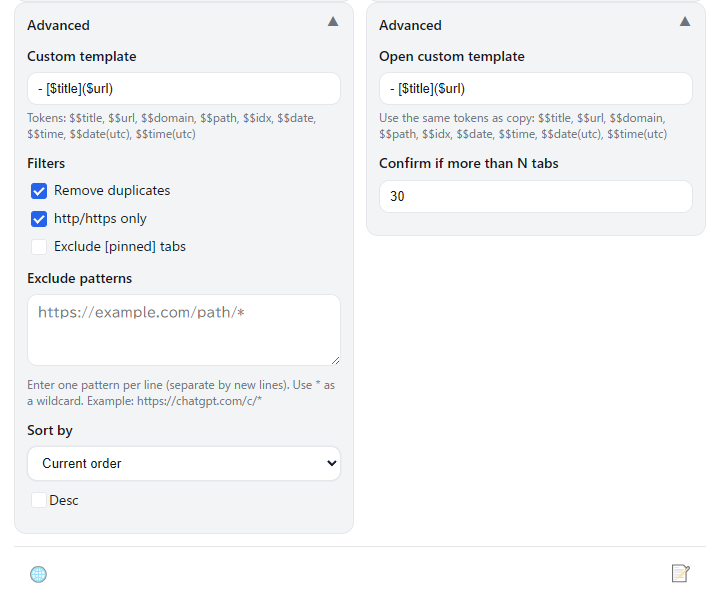 Advanced
Custom template
- [$title]($url)
Tokens: $$title, $$url, $$domain, $$path, $$idx, $$date,
$$time, $$date(utc), $$time(utc)
Filters
Remove duplicates
http/https only
Exclude [pinned] tabs
Exclude patterns
https://example.com/path/*
Enter one pattern per line (separate by new lines). Use * as
a wildcard. Example: https://chatgpt.com/c/*
Sort by
Current order
Desc
Advanced
Open custom template
- [$title]($url)
Use the same tokens as copy: $$title, $$url, $$domain,
$$path, $$idx, $$date, $$time, $$date(utc), $$time(utc)
Confirm if more than N tabs
30